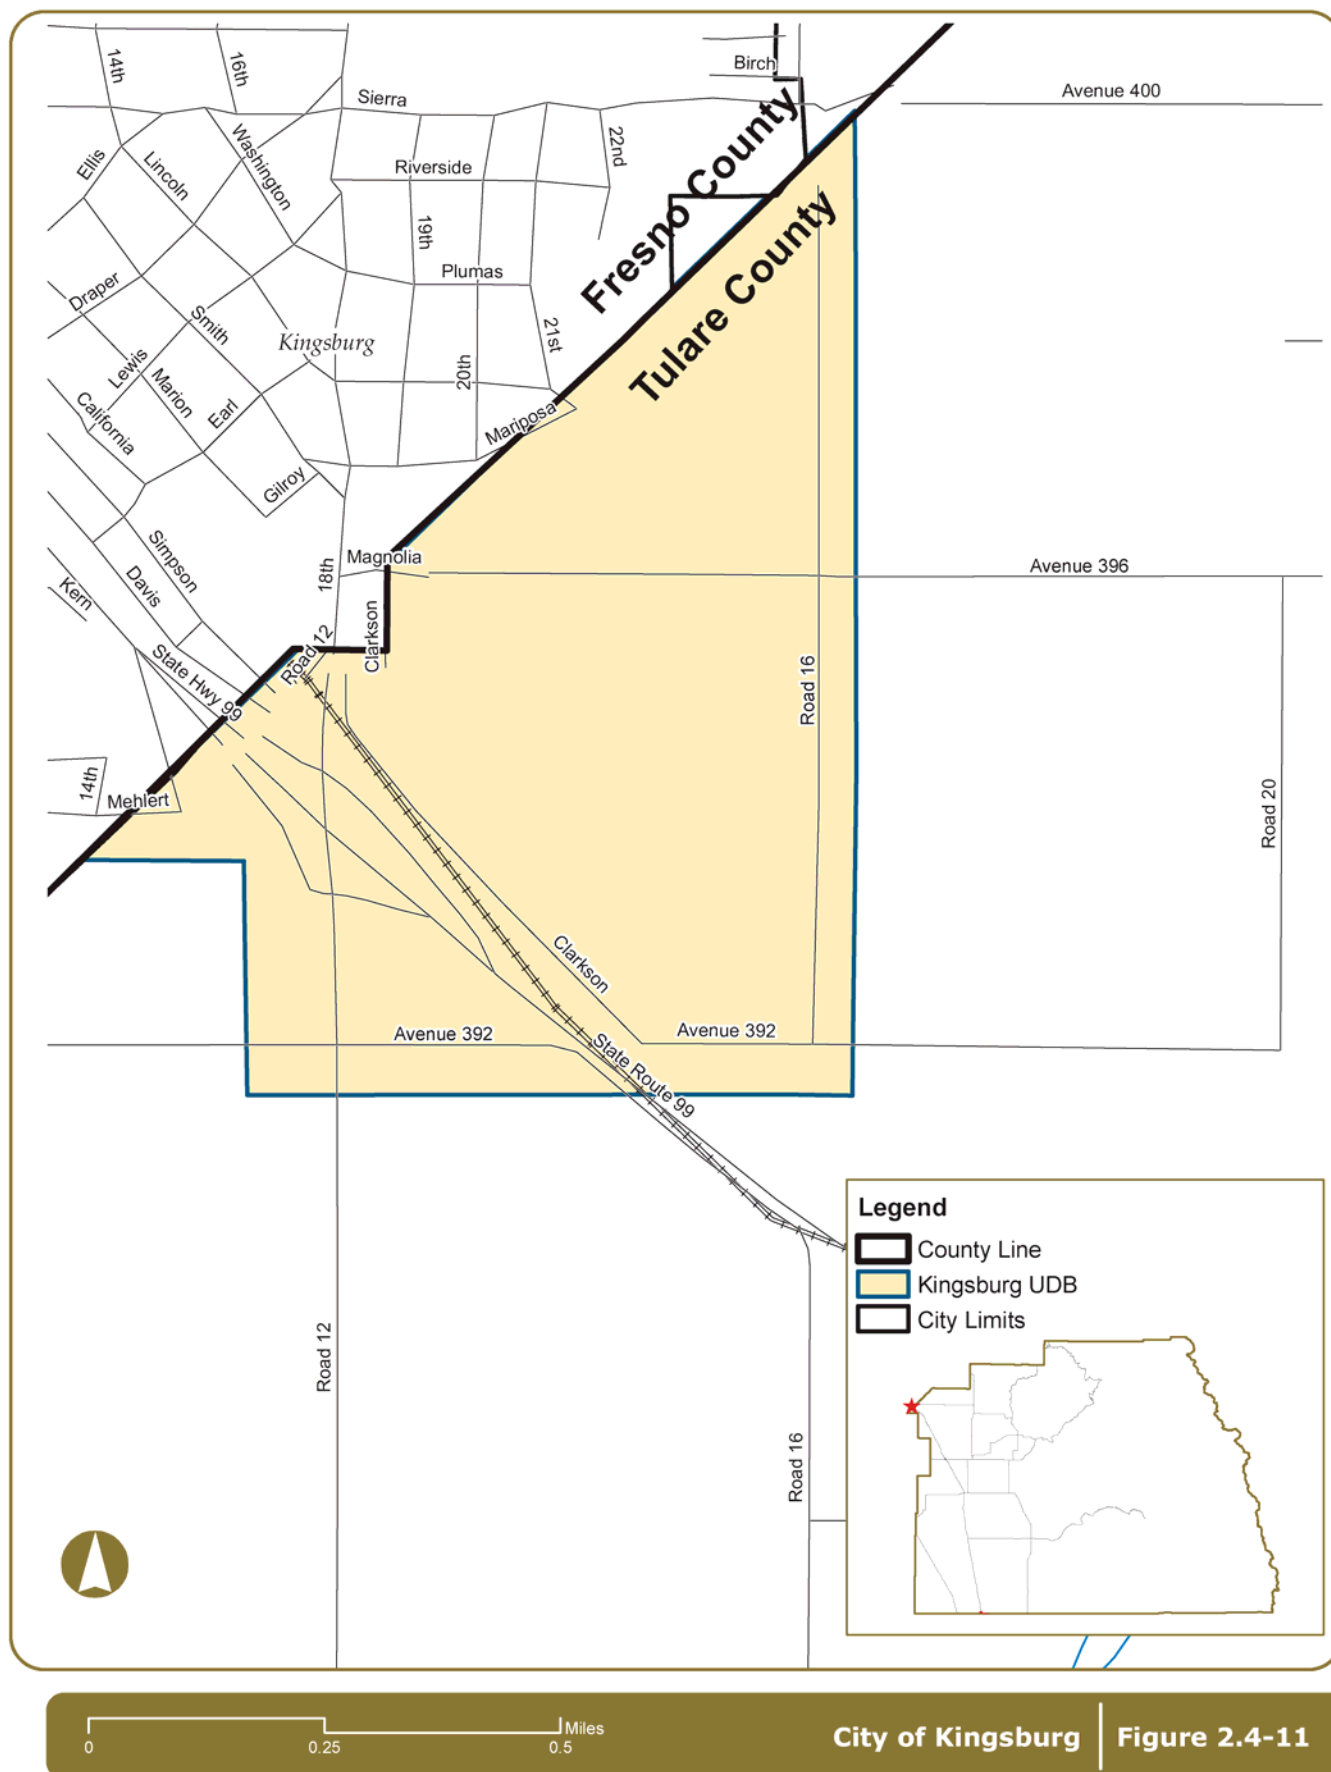 14th
16th
Birch
Avenue 400
Sierra
Ellis
Lincoln
Washington
22nd
Riverside
Fresno County
19th
Tulare County
Plumas
Draper
Smith
21st
Kingsburg
Lewis
Marion
20th
California
Earl
Mariposa
Gilroy
Simpson
Magnolia
Avenue 396
18th
Davis
Kern
Clarkson
Road 12
State Hwy 99
Road 16
14th
Mehlert
Road 20
Clarkson
Avenue 392
Avenue 392
State Route 99
Road 12
Road 16
Legend
County Line
Kingsburg UDB
City Limits
Miles
0
0.25
0.5
City of Kingsburg
Figure 2.4-11